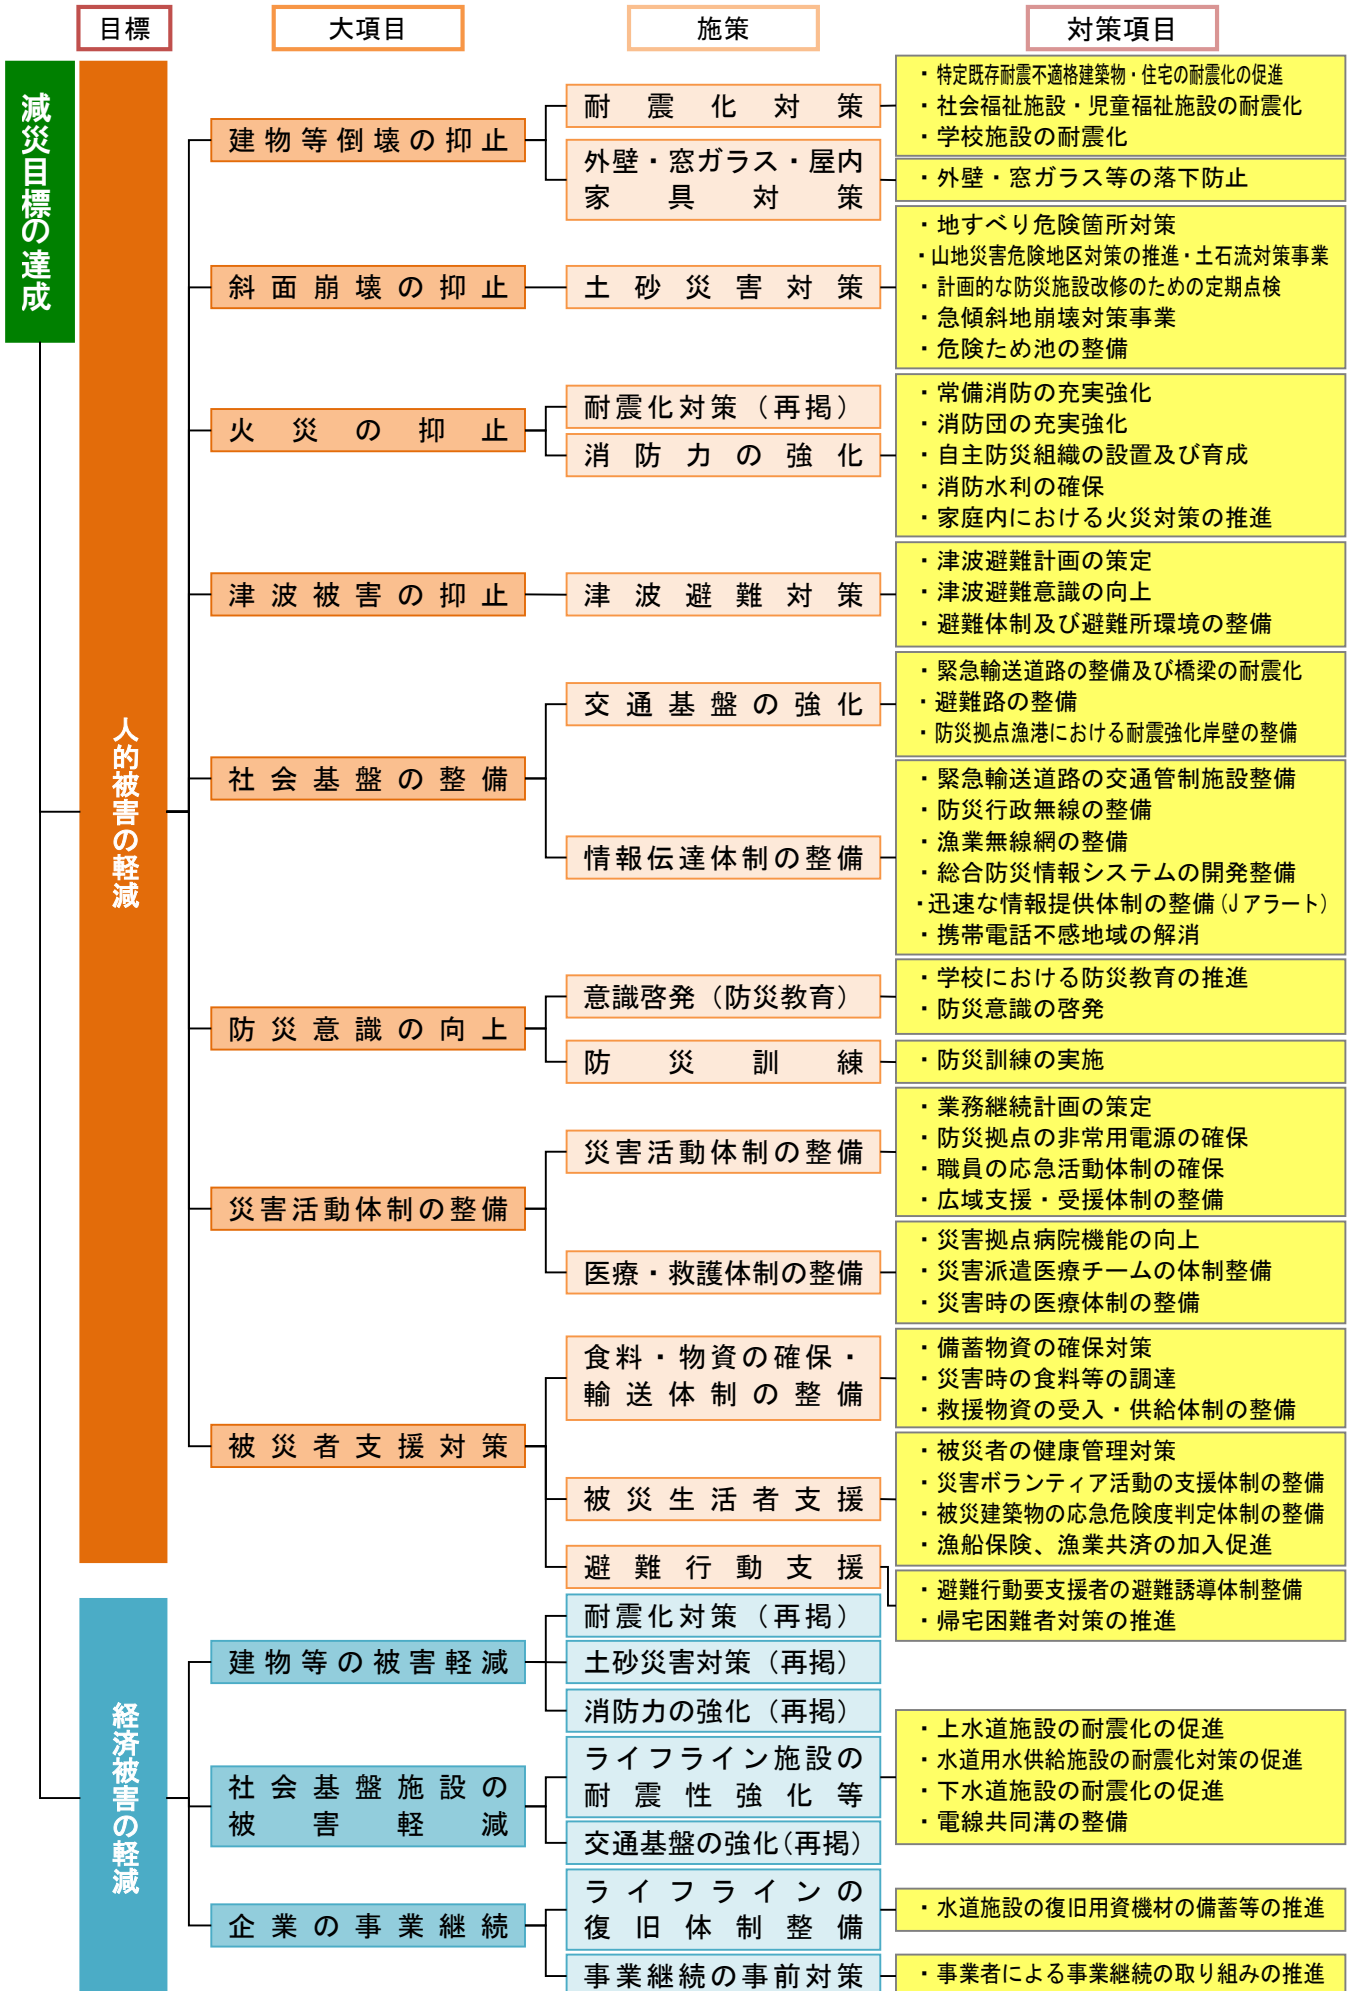 目標
大項目
施策
対策項目
減災目標の達成
人的被害の軽減
建物等倒壊の抑止
耐震化対策
・特定既存耐震不適格建築物・住宅の耐震化の促進
・社会福祉施設・児童福祉施設の耐震化
・学校施設の耐震化
外壁・窓ガラス・屋内
家具対策
・外壁・窓ガラス等の落下防止
斜面崩壊の抑止
土砂災害対策
・地すべり危険箇所対策
・山地災害危険地区対策の推進・土石流対策事業
・計画的な防災施設改修のための定期点検
・急傾斜地崩壊対策事業
・危険ため池の整備
火災の抑止
耐震化対策（再掲）
消防力の強化
・常備消防の充実強化
・消防団の充実強化
・自主防災組織の設置及び育成
・消防水利の確保
・家庭内における火災対策の推進
津波被害の抑止
津波避難対策
・津波避難計画の策定
・津波避難意識の向上
・避難体制及び避難所環境の整備
社会基盤の整備
交通基盤の強化
・緊急輸送道路の整備及び橋梁の耐震化
・避難路の整備
・防災拠点漁港における耐震強化岸壁の整備
情報伝達体制の整備
・緊急輸送道路の交通管制施設整備
・防災行政無線の整備
・漁業無線網の整備
・総合防災情報システムの開発整備
・迅速な情報提供体制の整備(Jアラート)
・携帯電話不感地域の解消
防災意識の向上
意識啓発（防災教育）
・学校における防災教育の推進
・防災意識の啓発
防災訓練
・防災訓練の実施
災害活動体制の整備
災害活動体制の整備
・業務継続計画の策定
・防災拠点の非常用電源の確保
・職員の応急活動体制の確保
・広域支援・受援体制の整備
医療・救護体制の整備
・災害拠点病院機能の向上
・災害派遣医療チームの体制整備
・災害時の医療体制の整備
被災者支援対策
食料・物資の確保・
輸送体制の整備
・備蓄物資の確保対策
・災害時の食料等の調達
・救援物資の受入・供給体制の整備
被災生活者支援
・被災者の健康管理対策
・災害ボランティア活動の支援体制の整備
・被災建築物の応急危険度判定体制の整備
・漁船保険、漁業共済の加入促進
避難行動支援
・避難行動要支援者の避難誘導体制整備
・帰宅困難者対策の推進
経済被害の軽減
建物等の被害軽減
耐震化対策（再掲）
土砂災害対策（再掲）
消防力の強化（再掲）
社会基盤施設の
被害軽減
ライフライン施設の
耐震性強化等
・上水道施設の耐震化の促進
・水道用水供給施設の耐震化対策の促進
・下水道施設の耐震化の促進
・電線共同溝の整備
交通基盤の強化(再掲)
企業の事業継続
ライフラインの
復旧体制整備
・水道施設の復旧用資機材の備蓄等の推進
事業継続の事前対策
・事業者による事業継続の取り組みの推進